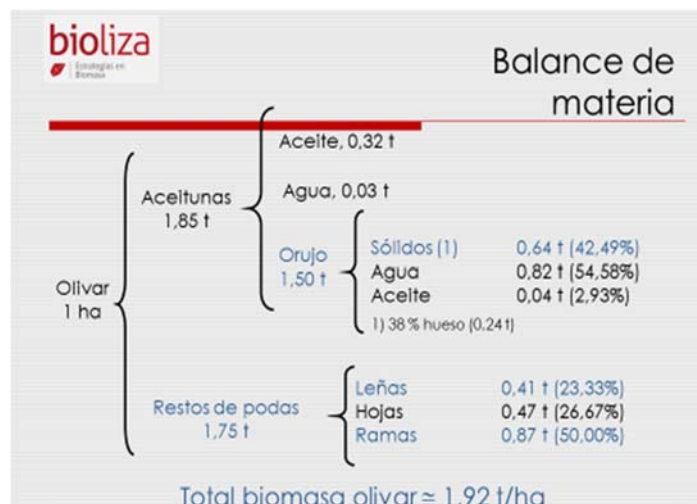 bioliza
Estrategias en
Biomasa
Balance de
materia
Olivar
1 ha
Aceitunas
1,85 t
Aceite, 0,32 t
Agua, 0,03 t
Orujo
1,50 t
Sólidos (1) 0,64 t (42,49%)
Agua 0,82 t (54,58%)
Aceite 0,04 t (2,93%)
1) 38 % hueso (0,24 t)
Restos de podas
1,75 t
Leñas 0,41 t (23,33%)
Hojas 0,47 t (26,67%)
Ramas 0,87 t (50,00%)
Total biomasa olivar ≃ 1,92 t/ha